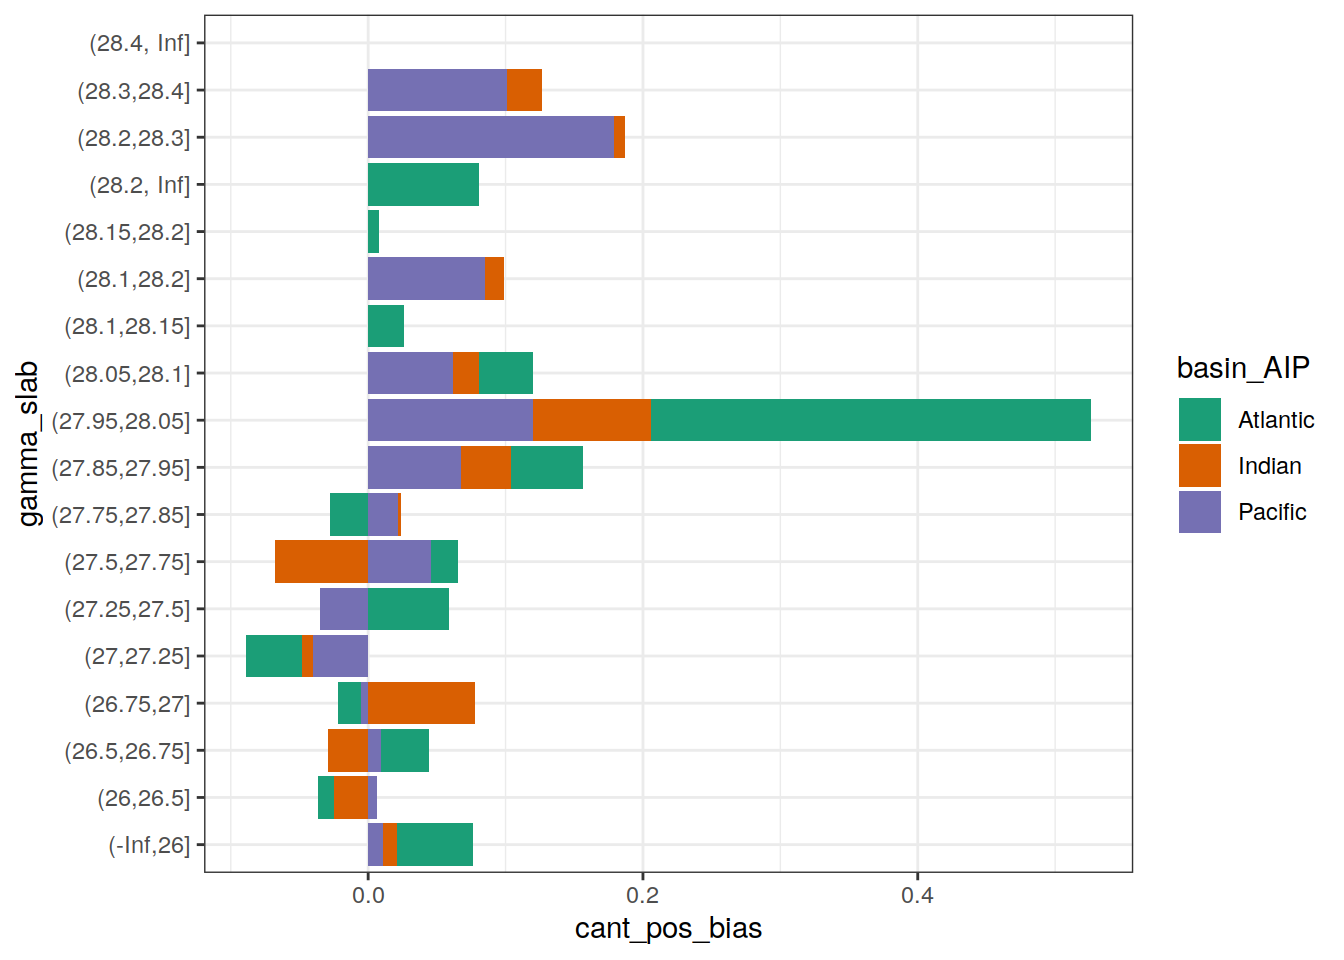 (28.4, Inf]
(28.3,28.4]
(28.2,28.3]
(28.2, Inf]
(28.15,28.2]
(28.1,28.2]
(28.1,28.15]
(28.05,28.1]
(27.95,28.05]
(27.85,27.95]
(27.75,27.85]
(27.5,27.75]
(27.25,27.5]
(27,27.25]
(26.75,27]
(26.5,26.75]
(26,26.5]
(-Inf,26]
gamma_slab
0.0 0.2 0.4
cant_pos_bias
basin_AIP
Atlantic
Indian
Pacific